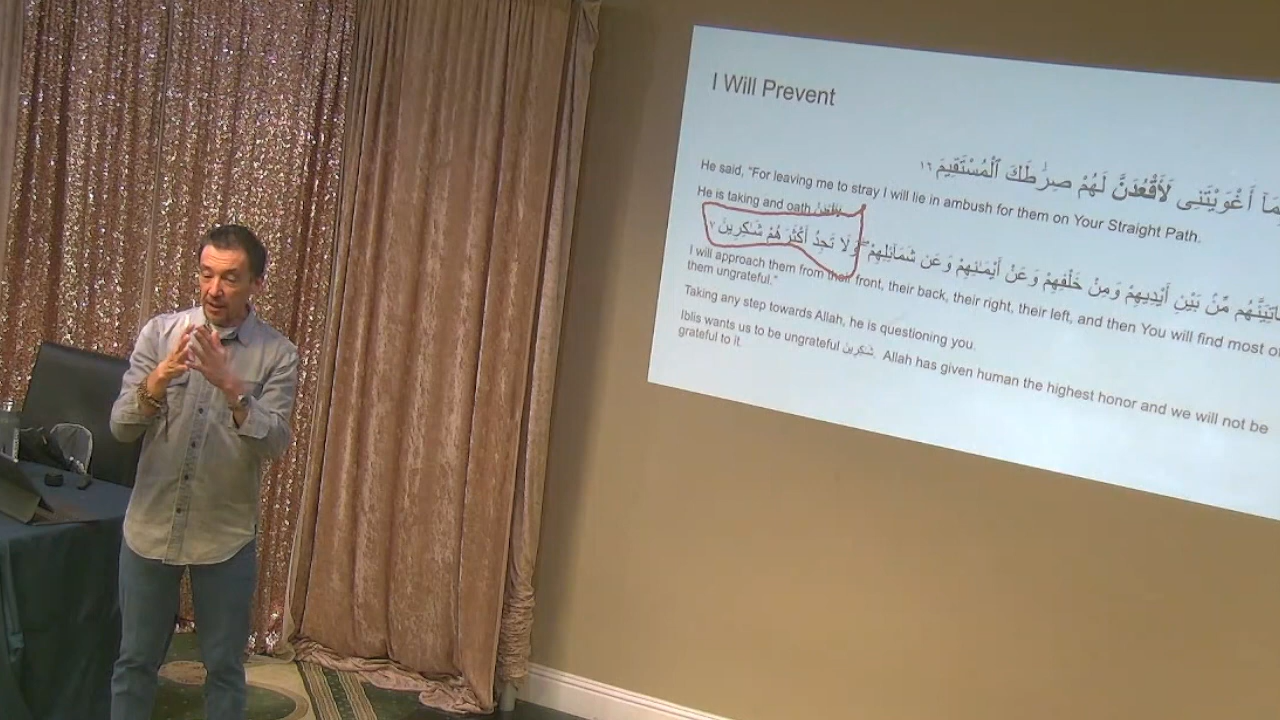 I Will Prevent
أَغْوَيْتَنِى لَأَقْعُدَنَّ لَهُمْ صِرَٰطَكَ ٱلْمُسْتَقِيمَ ١٦
He said, "For leaving me to stray I will lie in ambush for them on Your Straight Path.
He is taking and oath
مِّنۢ بَيْنِ أَيْدِيهِمْ وَمِنْ خَلْفِهِمْ وَعَنْ أَيْمَـٰنِهِمْ وَعَن شَمَآئِلِهِمْ ۖ وَلَا تَجِدُ أَكْثَرَهُمْ شَـٰكِرِينَ
I will approach them from their front, their back, their right, their left, and then You will find most of
them ungrateful."
Taking any step towards Allah, he is questioning you.
Iblis wants us to be ungrateful شَـٰكِرِينَ. Allah has given human the highest honor and we will not be
grateful to it.